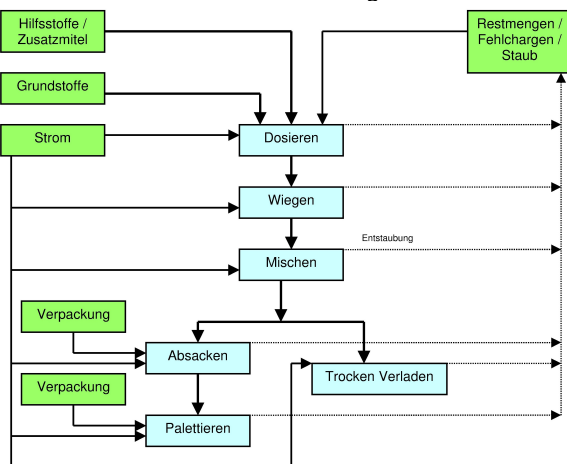 Hilfsstoffe /
Zusatzmitel
Restmengen /
Fehlchargen /
Staub
Grundstoffe
Strom
Dosieren
Wiegen
Entstaubung
Mischen
Verpackung
Absacken
Trocken Verladen
Verpackung
Palettieren